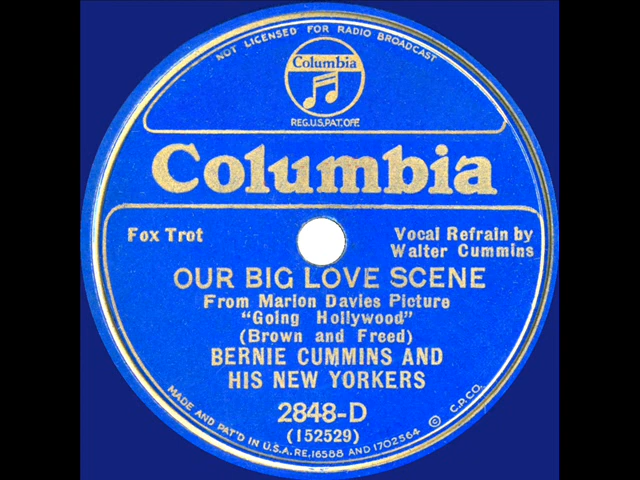 NOT LICENSED FOR RADIO BROADCAST
Columbia
REG.U.S.PAT.OFF.
Columbia
Fox Trot
Vocal Refrain by
Walter Cummins
OUR BIG LOVE SCENE
From Marion Davies Picture
"Going Hollywood"
(Brown and Freed)
BERNIE CUMMINS AND
HIS NEW YORKERS
2848-D
(152529)
MADE AND PAT'D IN U.S.A. RE.16588 AND 1702564 © C.P.CO.